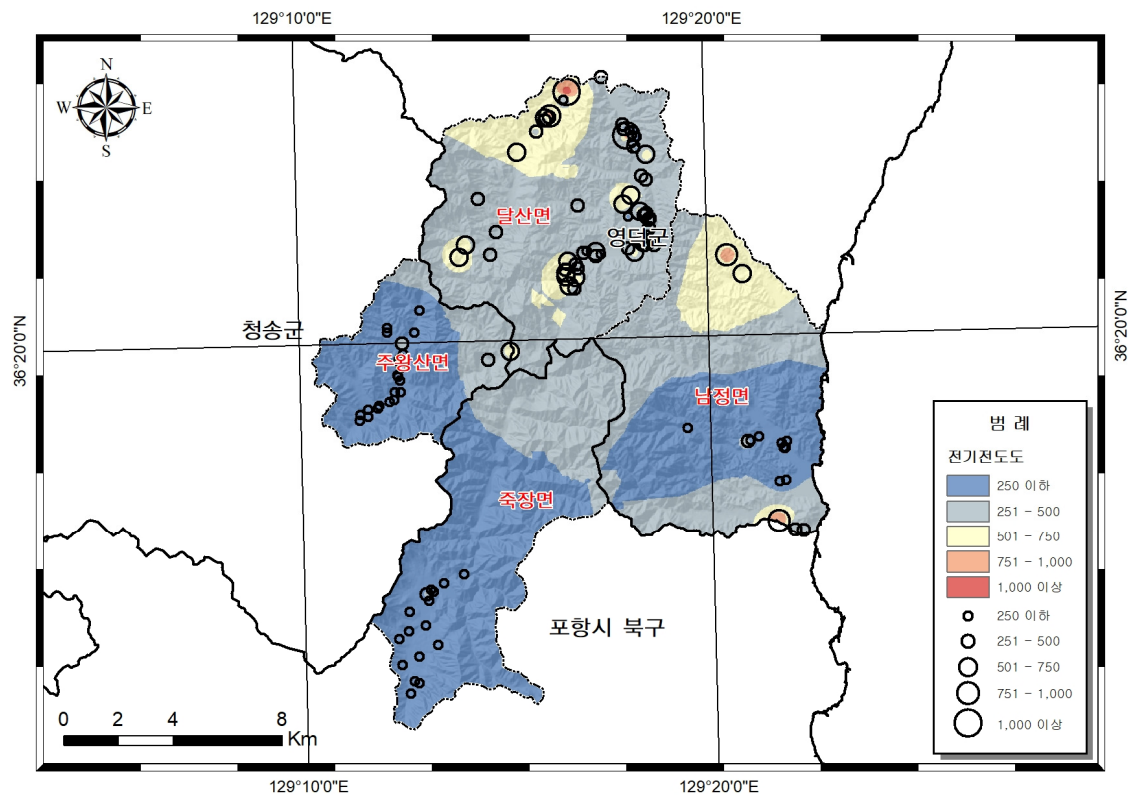 129°10'0"E
129°20'0"E
N
W
E
S
36°20'0"N
36°20'0"N
달산면
영덕군
청송군
주왕산면
남정면
죽장면
포항시 북구
범 례
전기전도도
250 이하
251 - 500
501 - 750
751 - 1,000
1,000 이상
250 이하
251 - 500
501 - 750
751 - 1,000
1,000 이상
0 2 4 8
Km
129°10'0"E
129°20'0"E